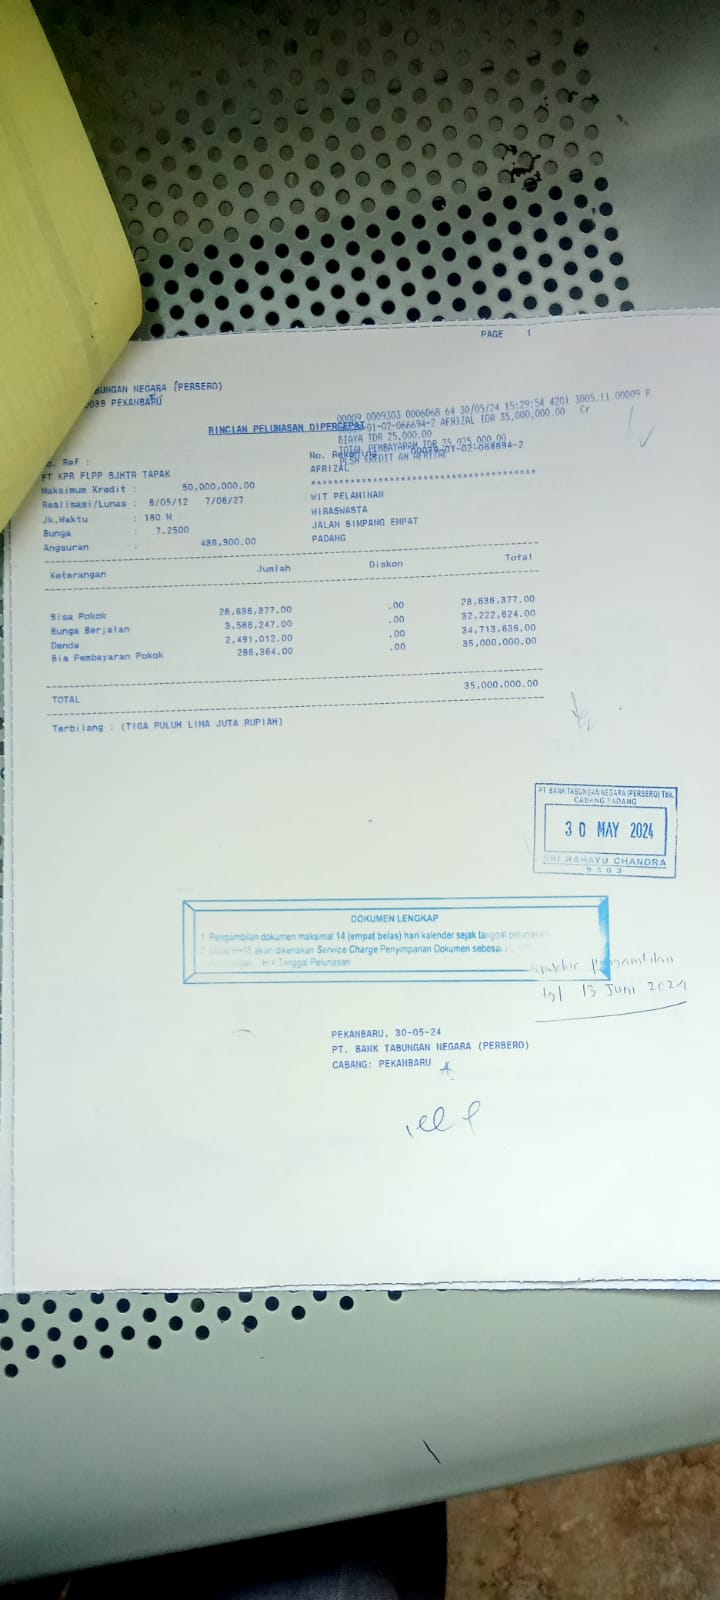 PAGE 1
BUNGAN NEGARA (PERSERO)
0039 PEKANBARU
00009 0009303 0006068 64 30/05/24 15:29:54 4201 3005.11.00009 R
RINCIAN PELUNASAN DIPERCEPAT
-01-02-066694-2 AFRIZAL IDR 35,000,000.00 Cr
BIAYA IDR 25,000.00
TOTAL PEMBAYARAN IDR 35,025,000.00
No. -01-02-066694-2
KREDIT AN AFRIZAL
Ref :
AFRIZAL
FT KPR FLPP SJHTR TAPAK
***************************************
Maksimum Kredit : 50,000,000.00
WIT PELAMINAN
Realisasi/Lunas : 8/05/12 7/06/27
WIRASWASTA
Jk.Waktu : 180 M
JALAN SIMPANG EMPAT
Bunga : 7.2500
PADANG
Angsuran : 486,900.00
Keterangan Jumlah Diskon Total
Sisa Pokok 28,636,377.00 .00 28,636,377.00
Bunga Berjalan 3,586,247.00 .00 32,222,624.00
Denda 2,491,012.00 .00 34,713,636.00
Bia Pembayaran Pokok 286,364.00 .00 35,000,000.00
TOTAL 35,000,000.00
Terbilang : (TIGA PULUH LIMA JUTA RUPIAH)
PT BANK TABUNGAN NEGARA (PERSERO) Tbk.
CABANG PADANG
30 MAY 2024
SRI RAHAYU CHANDRA
9303
DOKUMEN LENGKAP
1. Pengambilan dokumen maksimal 14 (empat belas) hari kalender sejak tanggal pelunasan
2. H+15 akan dikenakan Service Charge Penyimpanan Dokumen sebesar
H = Tanggal Pelunasan
Terakhir Pengambilan
tgl 13 Juni 2024
PEKANBARU, 30-05-24
PT. BANK TABUNGAN NEGARA (PERSERO)
CABANG: PEKANBARU